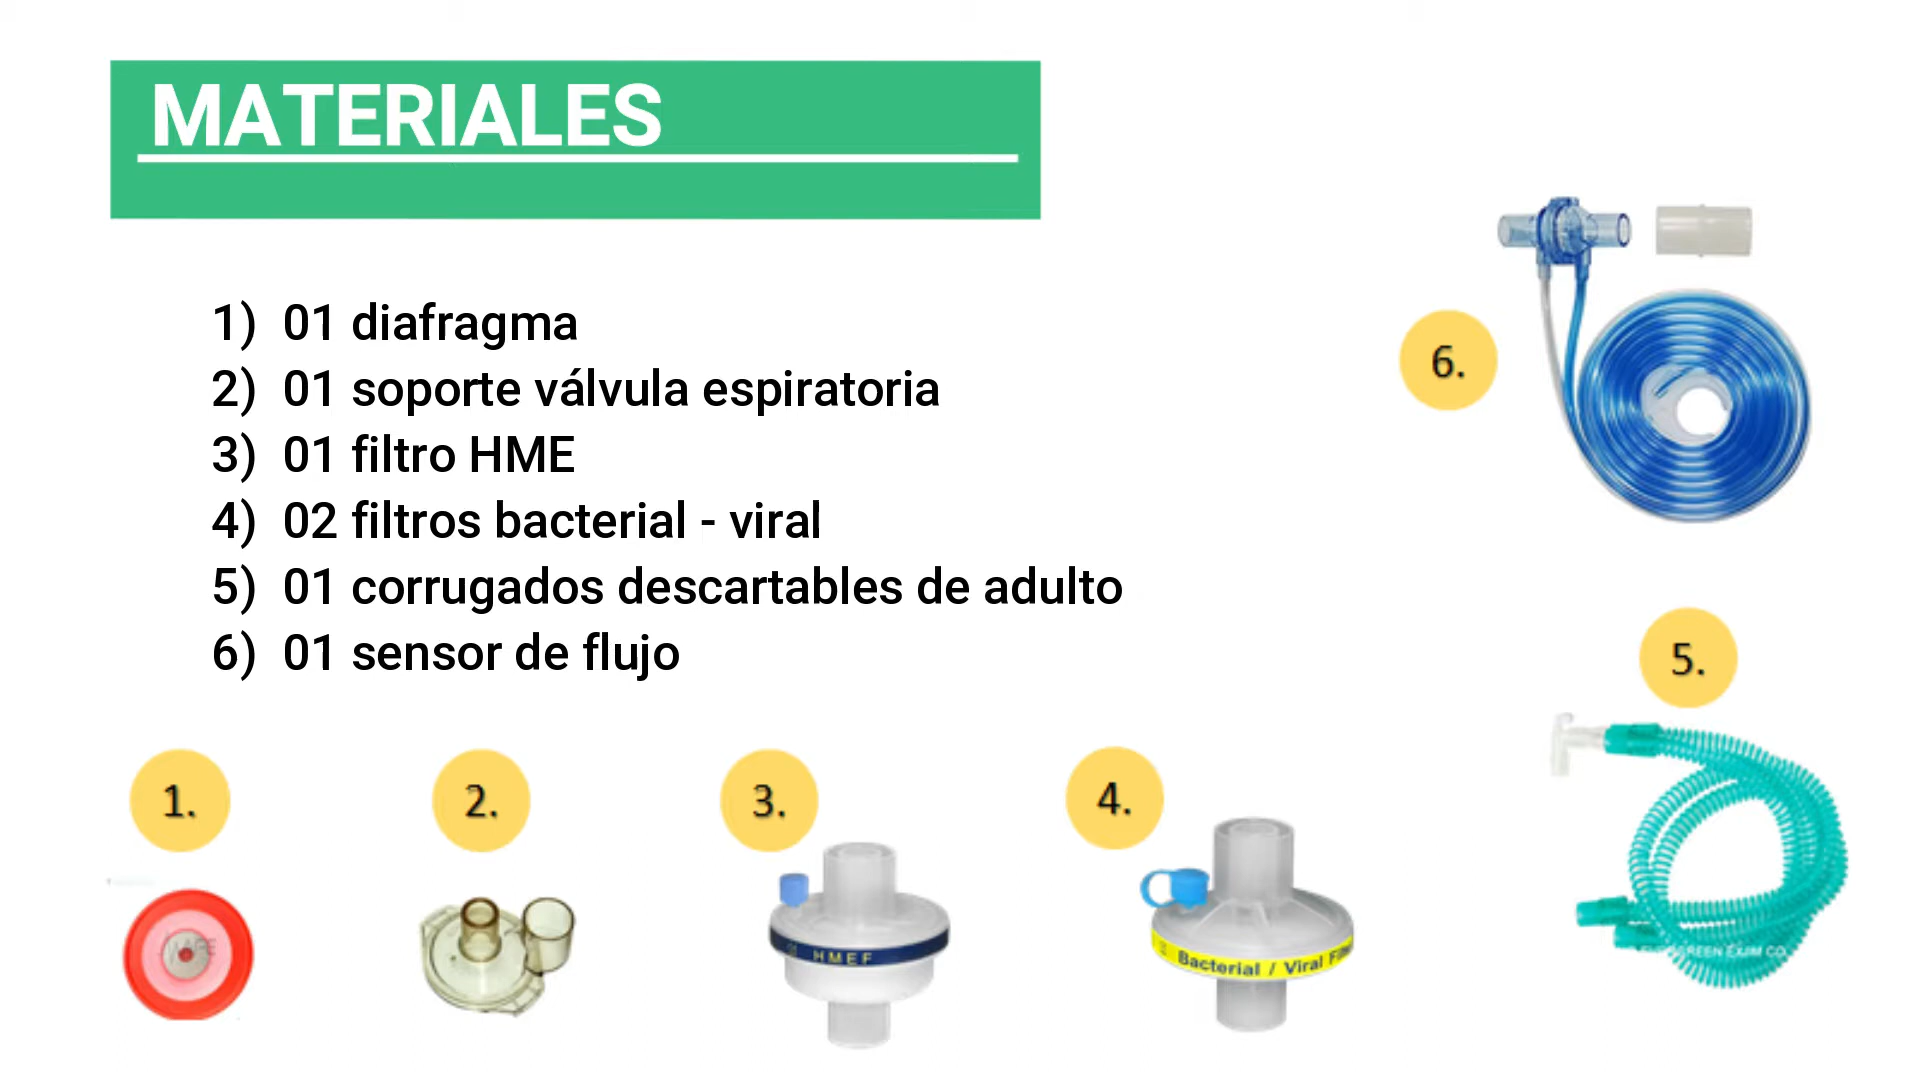 MATERIALES
1) 01 diafragma
2) 01 soporte válvula espiratoria
3) 01 filtro HME
4) 02 filtros bacterial - viral
5) 01 corrugados descartables de adulto
6) 01 sensor de flujo
6.
5.
1.
2.
3.
4.
HMEF
Bacterial / Viral